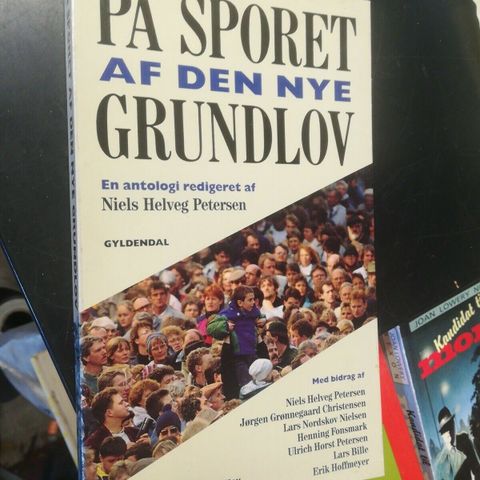 PÅ SPORET
AF DEN NYE
GRUNDLOV
En antologi redigeret af
Niels Helveg Petersen
GYLDENDAL
Med bidrag af
Niels Helveg Petersen
Jørgen Grønnegaard Christensen
Lars Nordskov Nielsen
Henning Fonsmark
Ulrich Horst Petersen
Lars Bille
Erik Hoffmeyer
JOAN LOWERY
Kandidat